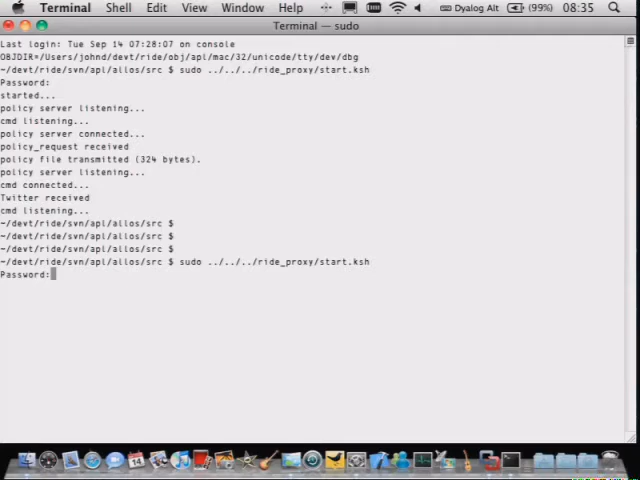 Terminal Shell Edit View Window Help Dyalog Alt (99%) 08:35
Terminal — sudo
Last login: Tue Sep 14 07:28:07 on console
OBJDIR=/Users/johnd/devt/ride/obj/apl/mac/32/unicode/tty/dev/dbg
~/devt/ride/svn/apl/allos/src $ sudo ../../../ride_proxy/start.ksh
Password:
started...
policy server listening...
cmd listening...
policy server connected...
policy_request received
policy file transmitted (324 bytes).
policy server listening...
cmd connected...
Twitter received
cmd listening...
~/devt/ride/svn/apl/allos/src $
~/devt/ride/svn/apl/allos/src $
~/devt/ride/svn/apl/allos/src $
~/devt/ride/svn/apl/allos/src $ sudo ../../../ride_proxy/start.ksh
Password:
14